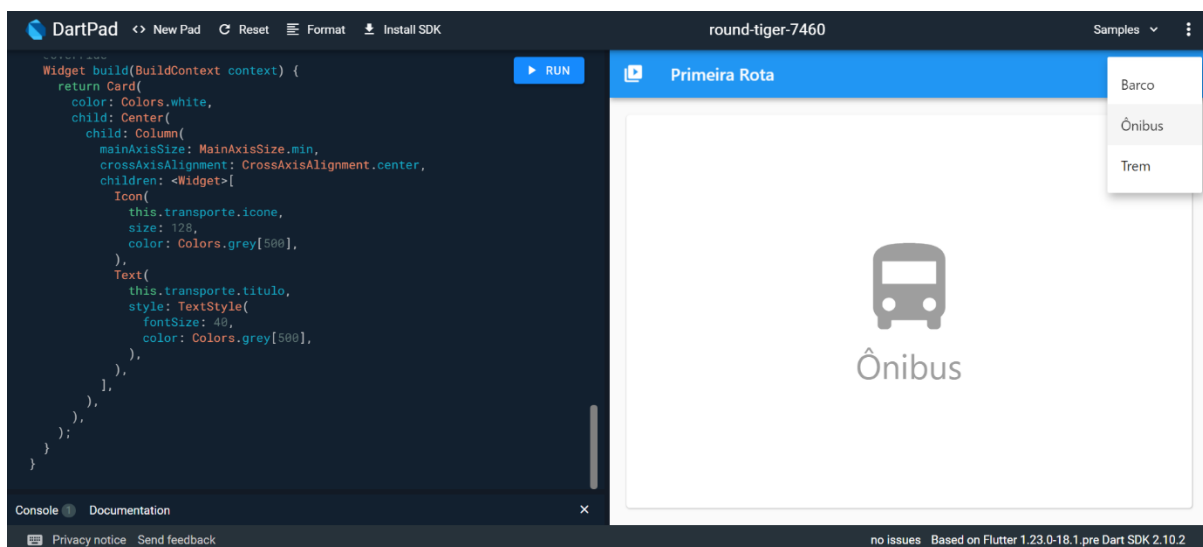 DartPad <> New Pad Reset Format Install SDK round-tiger-7460 Samples
Widget build(BuildContext context) {
return Card(
color: Colors.white,
child: Center(
child: Column(
mainAxisSize: MainAxisSize.min,
crossAxisAlignment: CrossAxisAlignment.center,
children: <Widget>[
Icon(
this.transporte.icone,
size: 128,
color: Colors.grey[500],
),
Text(
this.transporte.titulo,
style: TextStyle(
fontSize: 40,
color: Colors.grey[500],
),
),
],
),
),
);
}
}
RUN
Console 1 Documentation ×
Primeira Rota
Barco
Ônibus
Trem
Ônibus
Privacy notice Send feedback no issues Based on Flutter 1.23.0-18.1.pre Dart SDK 2.10.2